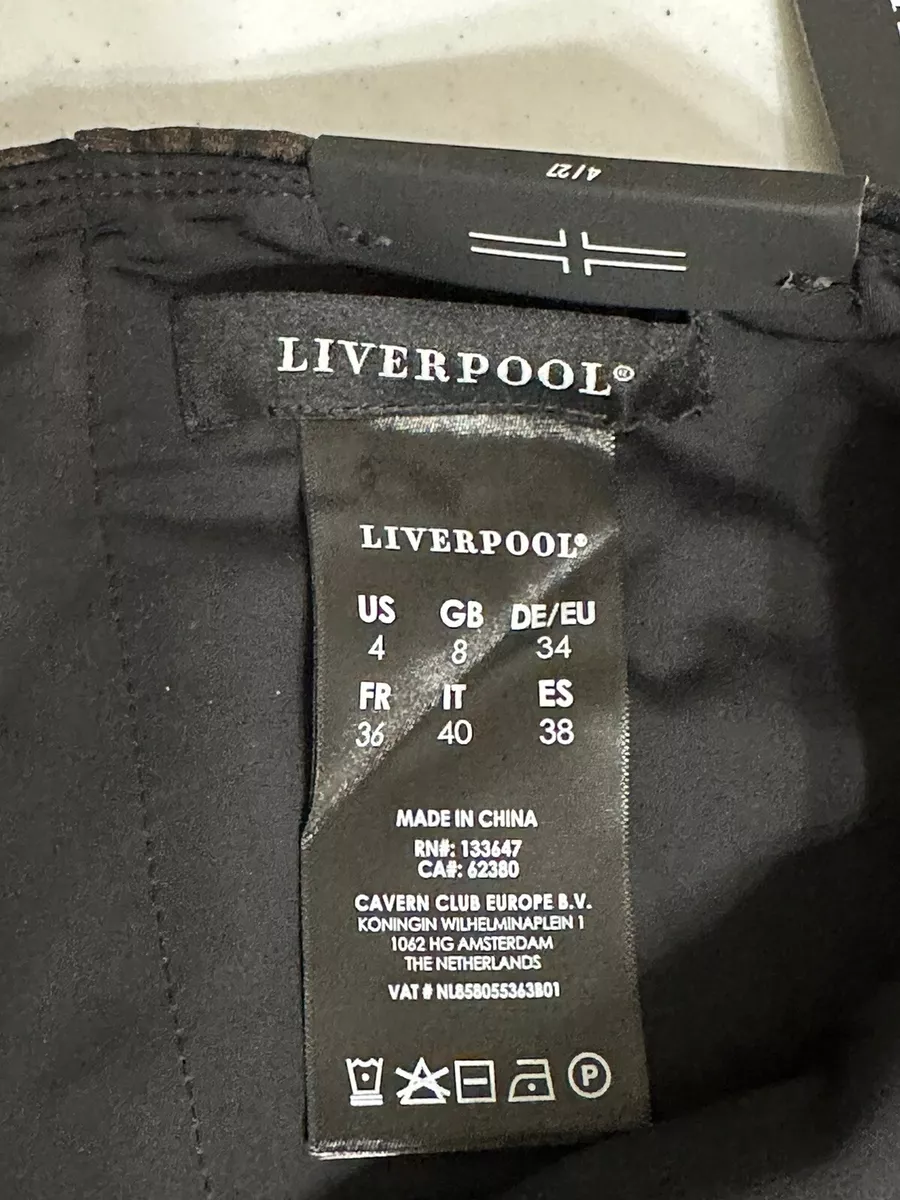 4/27
LIVERPOOL®
LIVERPOOL®
US GB DE/EU
4 8 34
FR IT ES
36 40 38
MADE IN CHINA
RN#: 133647
CA#: 62380
CAVERN CLUB EUROPE B.V.
KONINGIN WILHELMINAPLEIN 1
1062 HG AMSTERDAM
THE NETHERLANDS
VAT # NL858055363B01
P